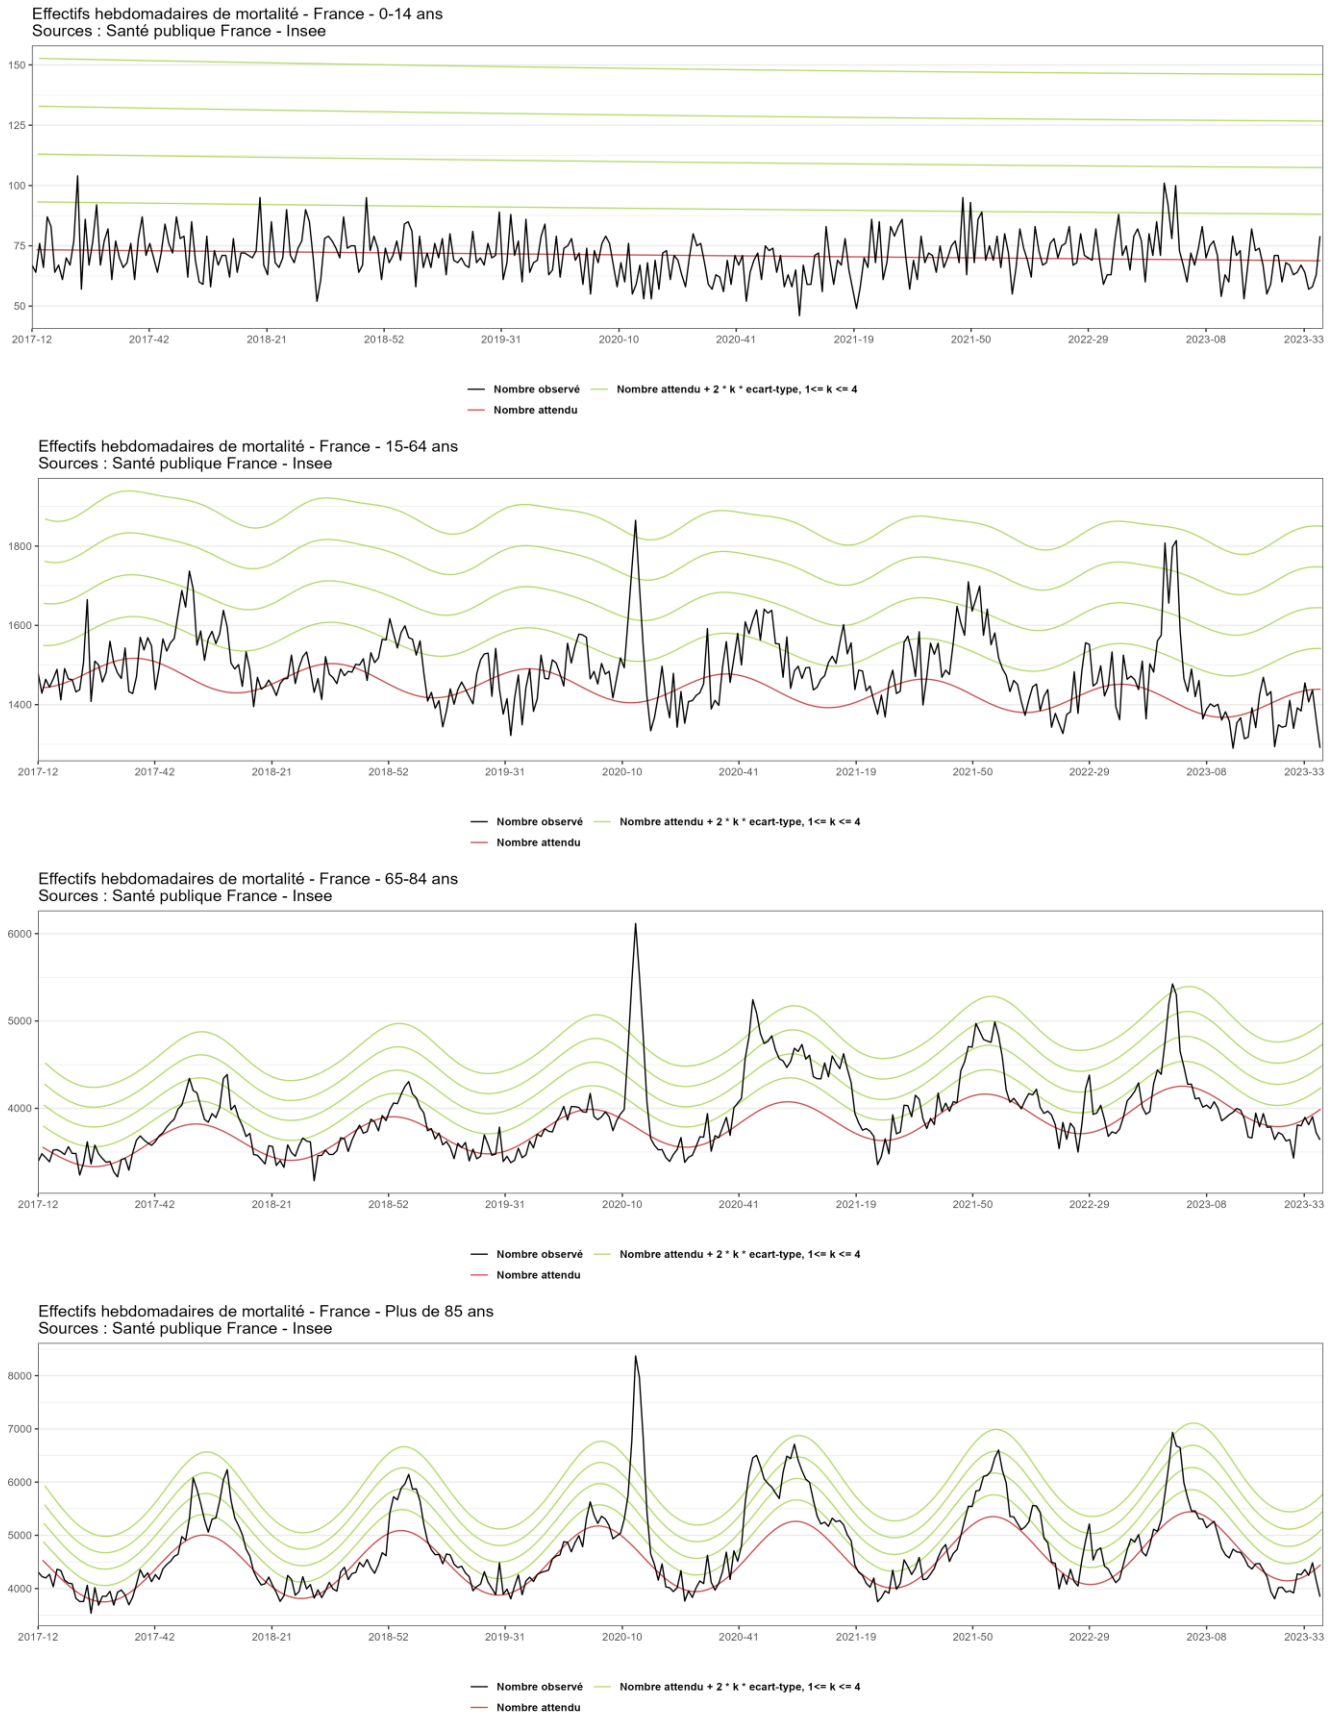 Effectifs hebdomadaires de mortalité - France - 0-14 ans
Sources : Santé publique France - Insee
150
125
100
75
50
2017-12 2017-42 2018-21 2018-52 2019-31 2020-10 2020-41 2021-19 2021-50 2022-29 2023-08 2023-33
Nombre observé Nombre attendu + 2 * k * ecart-type, 1<= k <= 4
Nombre attendu
Effectifs hebdomadaires de mortalité - France - 15-64 ans
Sources : Santé publique France - Insee
1800
1600
1400
2017-12 2017-42 2018-21 2018-52 2019-31 2020-10 2020-41 2021-19 2021-50 2022-29 2023-08 2023-33
Nombre observé Nombre attendu + 2 * k * ecart-type, 1<= k <= 4
Nombre attendu
Effectifs hebdomadaires de mortalité - France - 65-84 ans
Sources : Santé publique France - Insee
6000
5000
4000
2017-12 2017-42 2018-21 2018-52 2019-31 2020-10 2020-41 2021-19 2021-50 2022-29 2023-08 2023-33
Nombre observé Nombre attendu + 2 * k * ecart-type, 1<= k <= 4
Nombre attendu
Effectifs hebdomadaires de mortalité - France - Plus de 85 ans
Sources : Santé publique France - Insee
8000
7000
6000
5000
4000
2017-12 2017-42 2018-21 2018-52 2019-31 2020-10 2020-41 2021-19 2021-50 2022-29 2023-08 2023-33
Nombre observé Nombre attendu + 2 * k * ecart-type, 1<= k <= 4
Nombre attendu